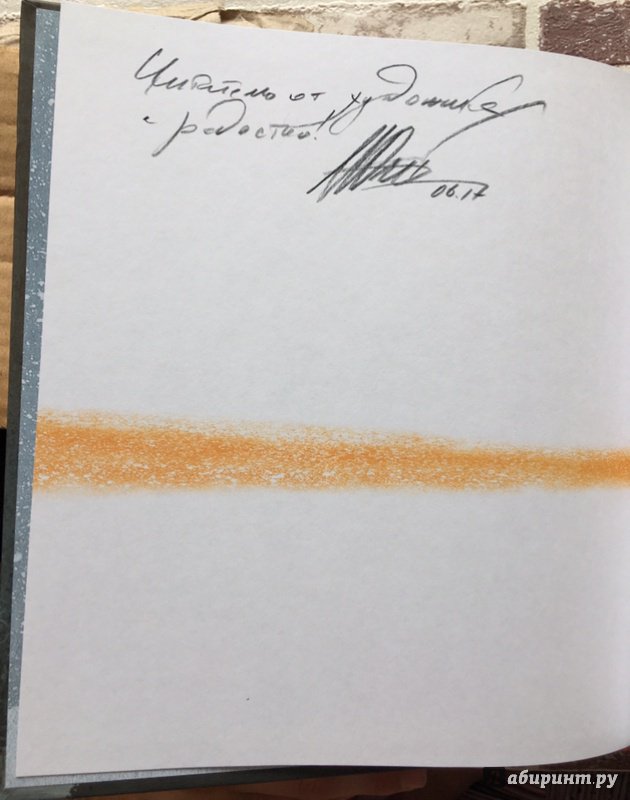 Читателю от художника
с радостью!
06.17
абиринт.ру